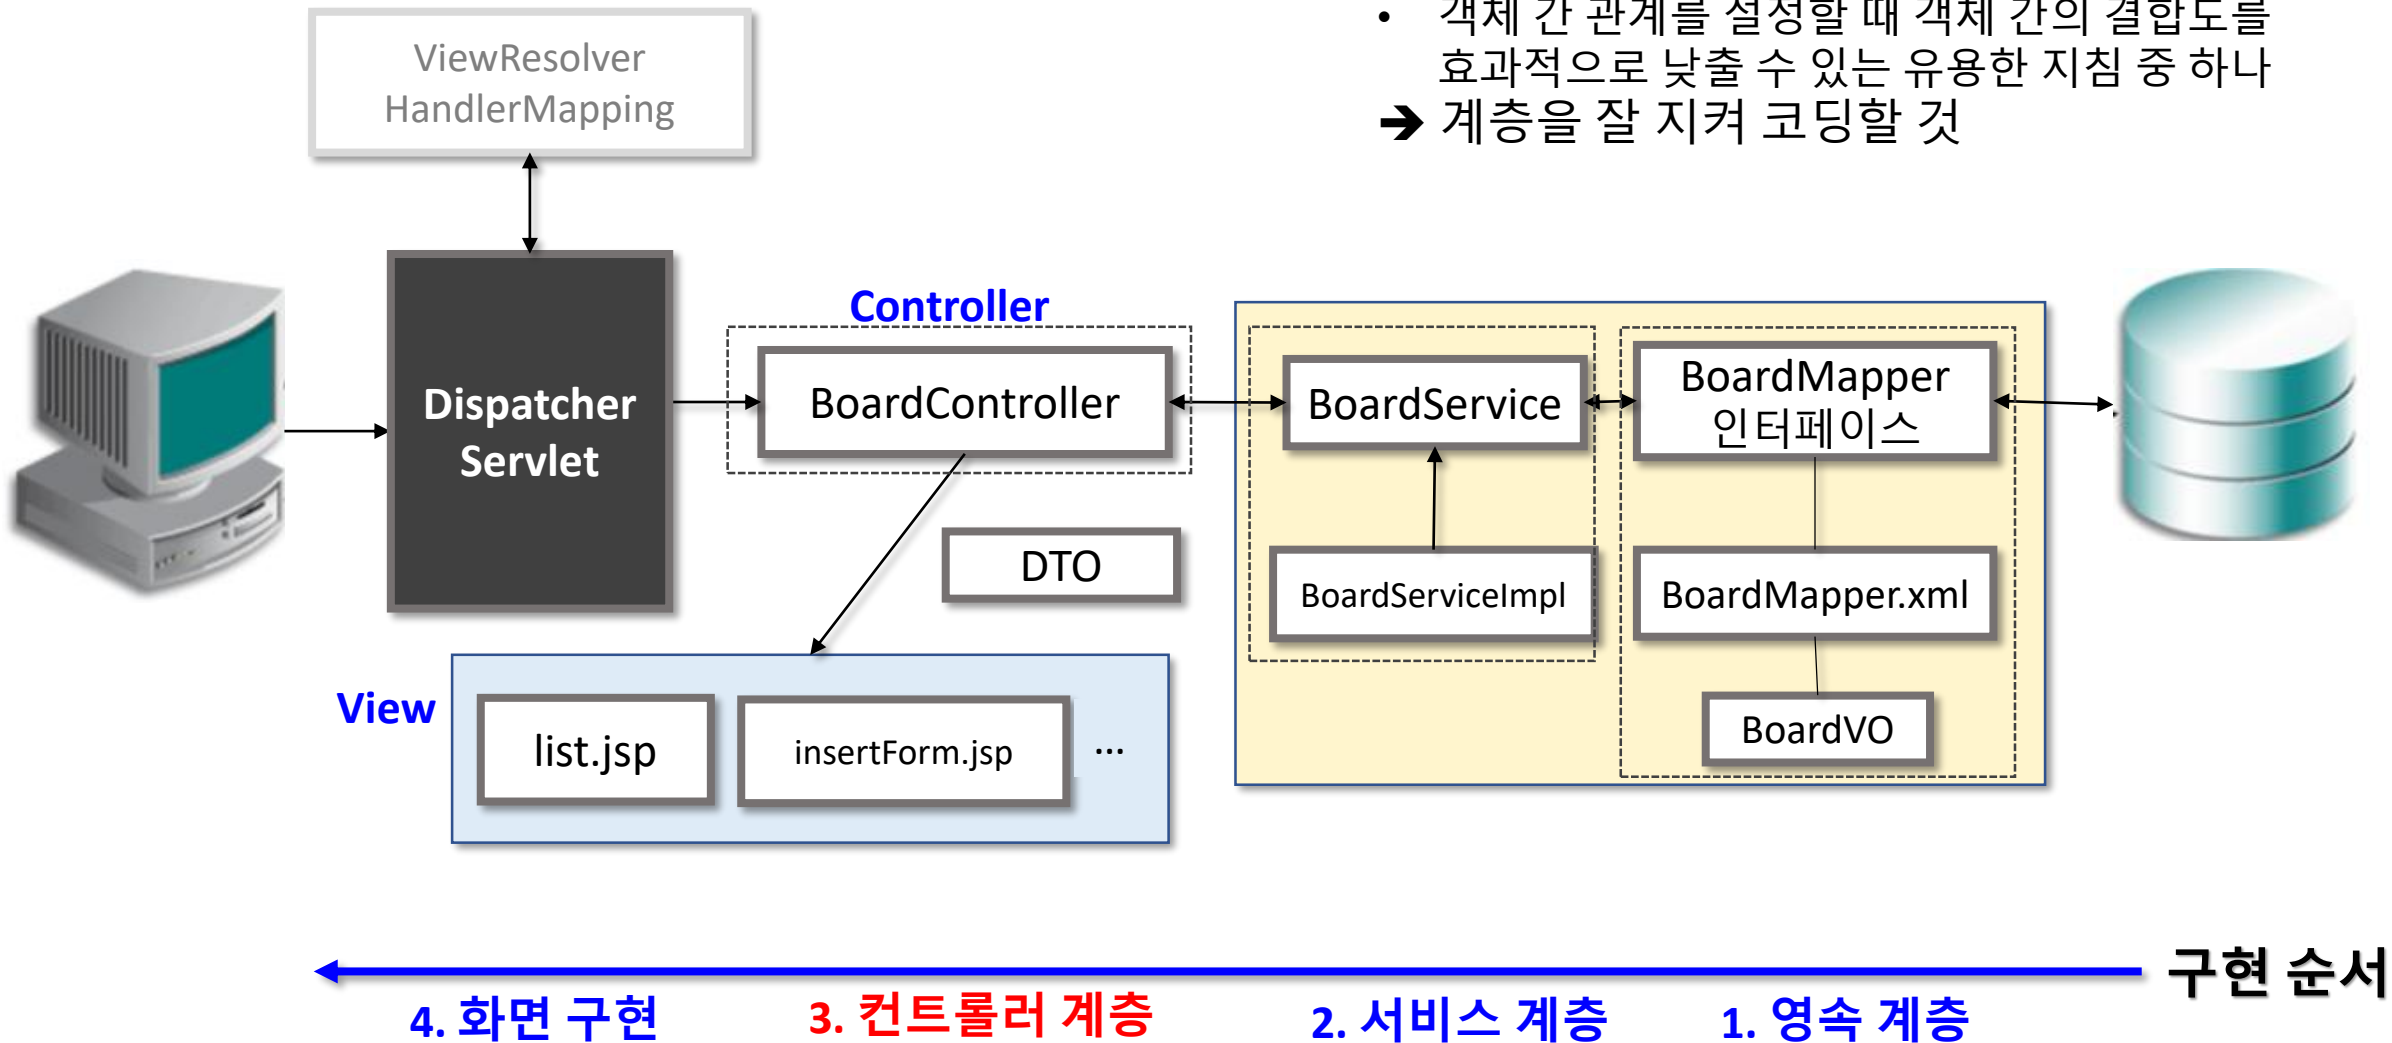 • 객체 간 관계를 설정할 때 객체 간의 결합도를
효과적으로 낮출 수 있는 유용한 지침 중 하나
➔ 계층을 잘 지켜 코딩할 것
ViewResolver
HandlerMapping
Dispatcher
Servlet
Controller
BoardController
BoardService
BoardMapper
인터페이스
DTO
BoardServiceImpl
BoardMapper.xml
BoardVO
View
list.jsp
insertForm.jsp
...
구현 순서
4. 화면 구현
3. 컨트롤러 계층
2. 서비스 계층
1. 영속 계층